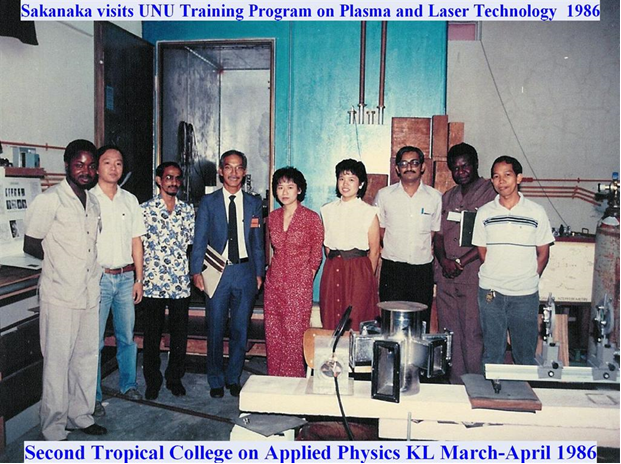 Sakanaka visits UNU Training Program on Plasma and Laser Technology 1986
Second Tropical College on Applied Physics KL March-April 1986